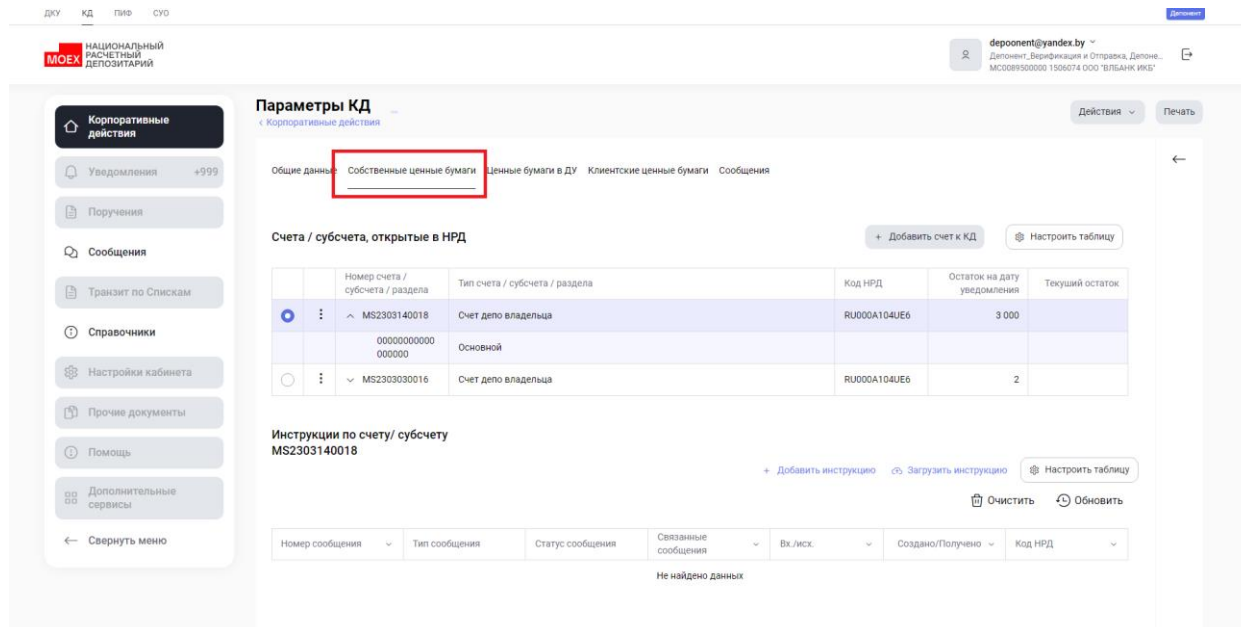 ДКУ КД ПИФ СУО
Депонент
MOEX НАЦИОНАЛЬНЫЙ
РАСЧЕТНЫЙ
ДЕПОЗИТАРИЙ
depoonent@yandex.by
Депонент_Верификация и Отправка, Депоне...
MC0089500000 1506074 ООО "ВЛБАНК ИКБ"
Корпоративные
действия
Уведомления +999
Поручения
Сообщения
Транзит по Спискам
Справочники
Настройки кабинета
Прочие документы
Помощь
Дополнительные
сервисы
Свернуть меню
Параметры КД ...
Корпоративные действия
Действия
Печать
Общие данные Собственные ценные бумаги Ценные бумаги в ДУ Клиентские ценные бумаги Сообщения
Счета / субсчета, открытые в НРД
+ Добавить счет к КД
Настроить таблицу
Номер счета /
субсчета / раздела
Тип счета / субсчета / раздела
Код НРД
Остаток на дату
уведомления
Текущий остаток
MS2303140018 Счет депо владельца RU000A104UE6 3 000
00000000000
000000
Основной
MS2303030016 Счет депо владельца RU000A104UE6 2
Инструкции по счету/ субсчету
MS2303140018
+ Добавить инструкцию Загрузить инструкцию Настроить таблицу
Очистить Обновить
Номер сообщения Тип сообщения Статус сообщения
Связанные
сообщения
Вх./исх. Создано/Получено Код НРД
Не найдено данных